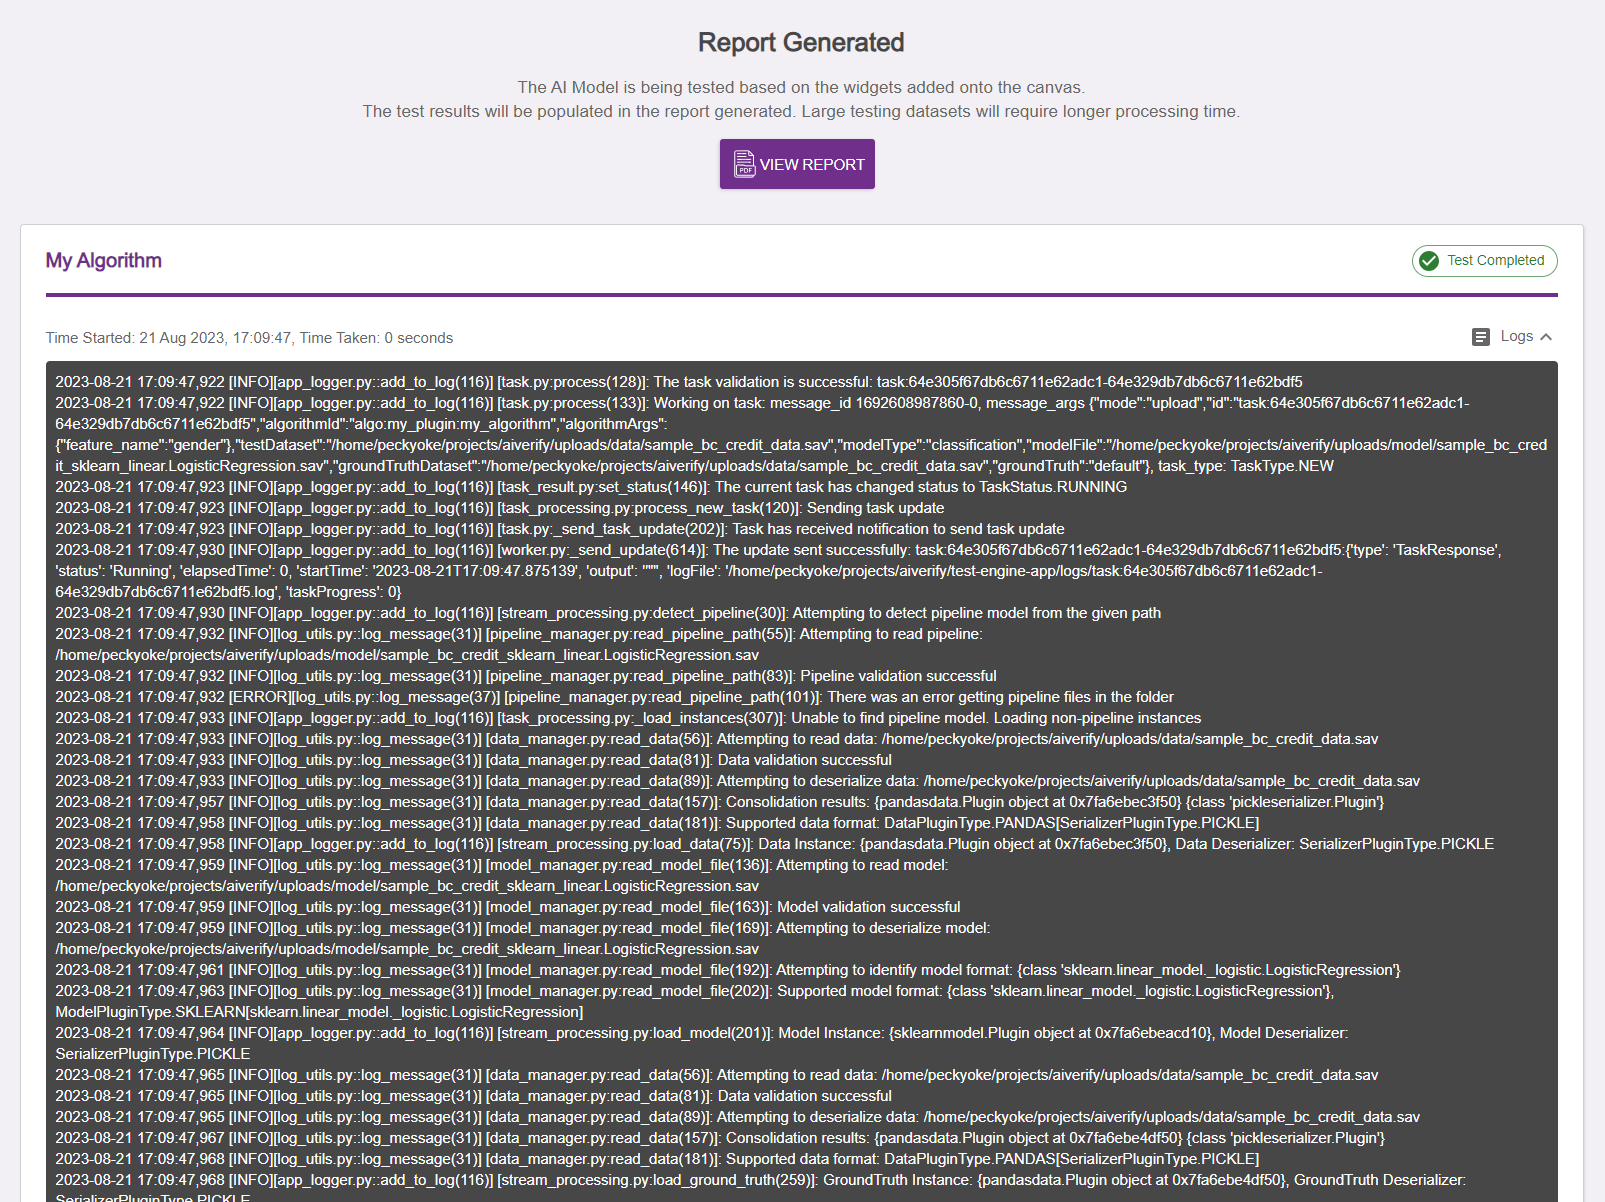 Report Generated
The AI Model is being tested based on the widgets added onto the canvas.
The test results will be populated in the report generated. Large testing datasets will require longer processing time.
PDF VIEW REPORT
My Algorithm
Test Completed
Time Started: 21 Aug 2023, 17:09:47, Time Taken: 0 seconds
Logs
2023-08-21 17:09:47,922 [INFO][app_logger.py::add_to_log(116)] [task.py:process(128)]: The task validation is successful: task:64e305f67db6c6711e62adc1-64e329db7db6c6711e62bdf5
2023-08-21 17:09:47,922 [INFO][app_logger.py::add_to_log(116)] [task.py:process(133)]: Working on task: message_id 1692608987860-0, message_args {"mode":"upload","id":"task:64e305f67db6c6711e62adc1-
64e329db7db6c6711e62bdf5","algorithmId":"algo:my_plugin:my_algorithm","algorithmArgs":
{"feature_name":"gender"},"testDataset":"/home/peckyoke/projects/aiverify/uploads/data/sample_bc_credit_data.sav","modelType":"classification","modelFile":"/home/peckyoke/projects/aiverify/uploads/model/sample_bc_cred
it_sklearn_linear.LogisticRegression.sav","groundTruthDataset":"/home/peckyoke/projects/aiverify/uploads/data/sample_bc_credit_data.sav","groundTruth":"default"}, task_type: TaskType.NEW
2023-08-21 17:09:47,923 [INFO][app_logger.py::add_to_log(116)] [task_result.py:set_status(146)]: The current task has changed status to TaskStatus.RUNNING
2023-08-21 17:09:47,923 [INFO][app_logger.py::add_to_log(116)] [task_processing.py:process_new_task(120)]: Sending task update
2023-08-21 17:09:47,923 [INFO][app_logger.py::add_to_log(116)] [task.py:_send_task_update(202)]: Task has received notification to send task update
2023-08-21 17:09:47,930 [INFO][app_logger.py::add_to_log(116)] [worker.py:_send_update(614)]: The update sent successfully: task:64e305f67db6c6711e62adc1-64e329db7db6c6711e62bdf5:{'type': 'TaskResponse',
'status': 'Running', 'elapsedTime': 0, 'startTime': '2023-08-21T17:09:47.875139', 'output': '""', 'logFile': '/home/peckyoke/projects/aiverify/test-engine-app/logs/task:64e305f67db6c6711e62adc1-
64e329db7db6c6711e62bdf5.log', 'taskProgress': 0}
2023-08-21 17:09:47,930 [INFO][app_logger.py::add_to_log(116)] [stream_processing.py:detect_pipeline(30)]: Attempting to detect pipeline model from the given path
2023-08-21 17:09:47,932 [INFO][log_utils.py::log_message(31)] [pipeline_manager.py:read_pipeline_path(55)]: Attempting to read pipeline:
/home/peckyoke/projects/aiverify/uploads/model/sample_bc_credit_sklearn_linear.LogisticRegression.sav
2023-08-21 17:09:47,932 [INFO][log_utils.py::log_message(31)] [pipeline_manager.py:read_pipeline_path(83)]: Pipeline validation successful
2023-08-21 17:09:47,932 [ERROR][log_utils.py::log_message(37)] [pipeline_manager.py:read_pipeline_path(101)]: There was an error getting pipeline files in the folder
2023-08-21 17:09:47,933 [INFO][app_logger.py::add_to_log(116)] [task_processing.py:_load_instances(307)]: Unable to find pipeline model. Loading non-pipeline instances
2023-08-21 17:09:47,933 [INFO][log_utils.py::log_message(31)] [data_manager.py:read_data(56)]: Attempting to read data: /home/peckyoke/projects/aiverify/uploads/data/sample_bc_credit_data.sav
2023-08-21 17:09:47,933 [INFO][log_utils.py::log_message(31)] [data_manager.py:read_data(81)]: Data validation successful
2023-08-21 17:09:47,933 [INFO][log_utils.py::log_message(31)] [data_manager.py:read_data(89)]: Attempting to deserialize data: /home/peckyoke/projects/aiverify/uploads/data/sample_bc_credit_data.sav
2023-08-21 17:09:47,957 [INFO][log_utils.py::log_message(31)] [data_manager.py:read_data(157)]: Consolidation results: {pandasdata.Plugin object at 0x7fa6ebec3f50} {class 'pickleserializer.Plugin'}
2023-08-21 17:09:47,958 [INFO][log_utils.py::log_message(31)] [data_manager.py:read_data(181)]: Supported data format: DataPluginType.PANDAS[SerializerPluginType.PICKLE]
2023-08-21 17:09:47,958 [INFO][app_logger.py::add_to_log(116)] [stream_processing.py:load_data(75)]: Data Instance: {pandasdata.Plugin object at 0x7fa6ebec3f50}, Data Deserializer: SerializerPluginType.PICKLE
2023-08-21 17:09:47,959 [INFO][log_utils.py::log_message(31)] [model_manager.py:read_model_file(136)]: Attempting to read model:
/home/peckyoke/projects/aiverify/uploads/model/sample_bc_credit_sklearn_linear.LogisticRegression.sav
2023-08-21 17:09:47,959 [INFO][log_utils.py::log_message(31)] [model_manager.py:read_model_file(163)]: Model validation successful
2023-08-21 17:09:47,959 [INFO][log_utils.py::log_message(31)] [model_manager.py:read_model_file(169)]: Attempting to deserialize model:
/home/peckyoke/projects/aiverify/uploads/model/sample_bc_credit_sklearn_linear.LogisticRegression.sav
2023-08-21 17:09:47,961 [INFO][log_utils.py::log_message(31)] [model_manager.py:read_model_file(192)]: Attempting to identify model format: {class 'sklearn.linear_model._logistic.LogisticRegression'}
2023-08-21 17:09:47,963 [INFO][log_utils.py::log_message(31)] [model_manager.py:read_model_file(202)]: Supported model format: {class 'sklearn.linear_model._logistic.LogisticRegression'},
ModelPluginType.SKLEARN[sklearn.linear_model._logistic.LogisticRegression]
2023-08-21 17:09:47,964 [INFO][app_logger.py::add_to_log(116)] [stream_processing.py:load_model(201)]: Model Instance: {sklearnmodel.Plugin object at 0x7fa6ebeacd10}, Model Deserializer:
SerializerPluginType.PICKLE
2023-08-21 17:09:47,965 [INFO][log_utils.py::log_message(31)] [data_manager.py:read_data(56)]: Attempting to read data: /home/peckyoke/projects/aiverify/uploads/data/sample_bc_credit_data.sav
2023-08-21 17:09:47,965 [INFO][log_utils.py::log_message(31)] [data_manager.py:read_data(81)]: Data validation successful
2023-08-21 17:09:47,965 [INFO][log_utils.py::log_message(31)] [data_manager.py:read_data(89)]: Attempting to deserialize data: /home/peckyoke/projects/aiverify/uploads/data/sample_bc_credit_data.sav
2023-08-21 17:09:47,967 [INFO][log_utils.py::log_message(31)] [data_manager.py:read_data(157)]: Consolidation results: {pandasdata.Plugin object at 0x7fa6ebe4df50} {class 'pickleserializer.Plugin'}
2023-08-21 17:09:47,968 [INFO][log_utils.py::log_message(31)] [data_manager.py:read_data(181)]: Supported data format: DataPluginType.PANDAS[SerializerPluginType.PICKLE]
2023-08-21 17:09:47,968 [INFO][app_logger.py::add_to_log(116)] [stream_processing.py:load_ground_truth(259)]: GroundTruth Instance: {pandasdata.Plugin object at 0x7fa6ebe4df50}, GroundTruth Deserializer:
SerializerPluginType.PICKLE